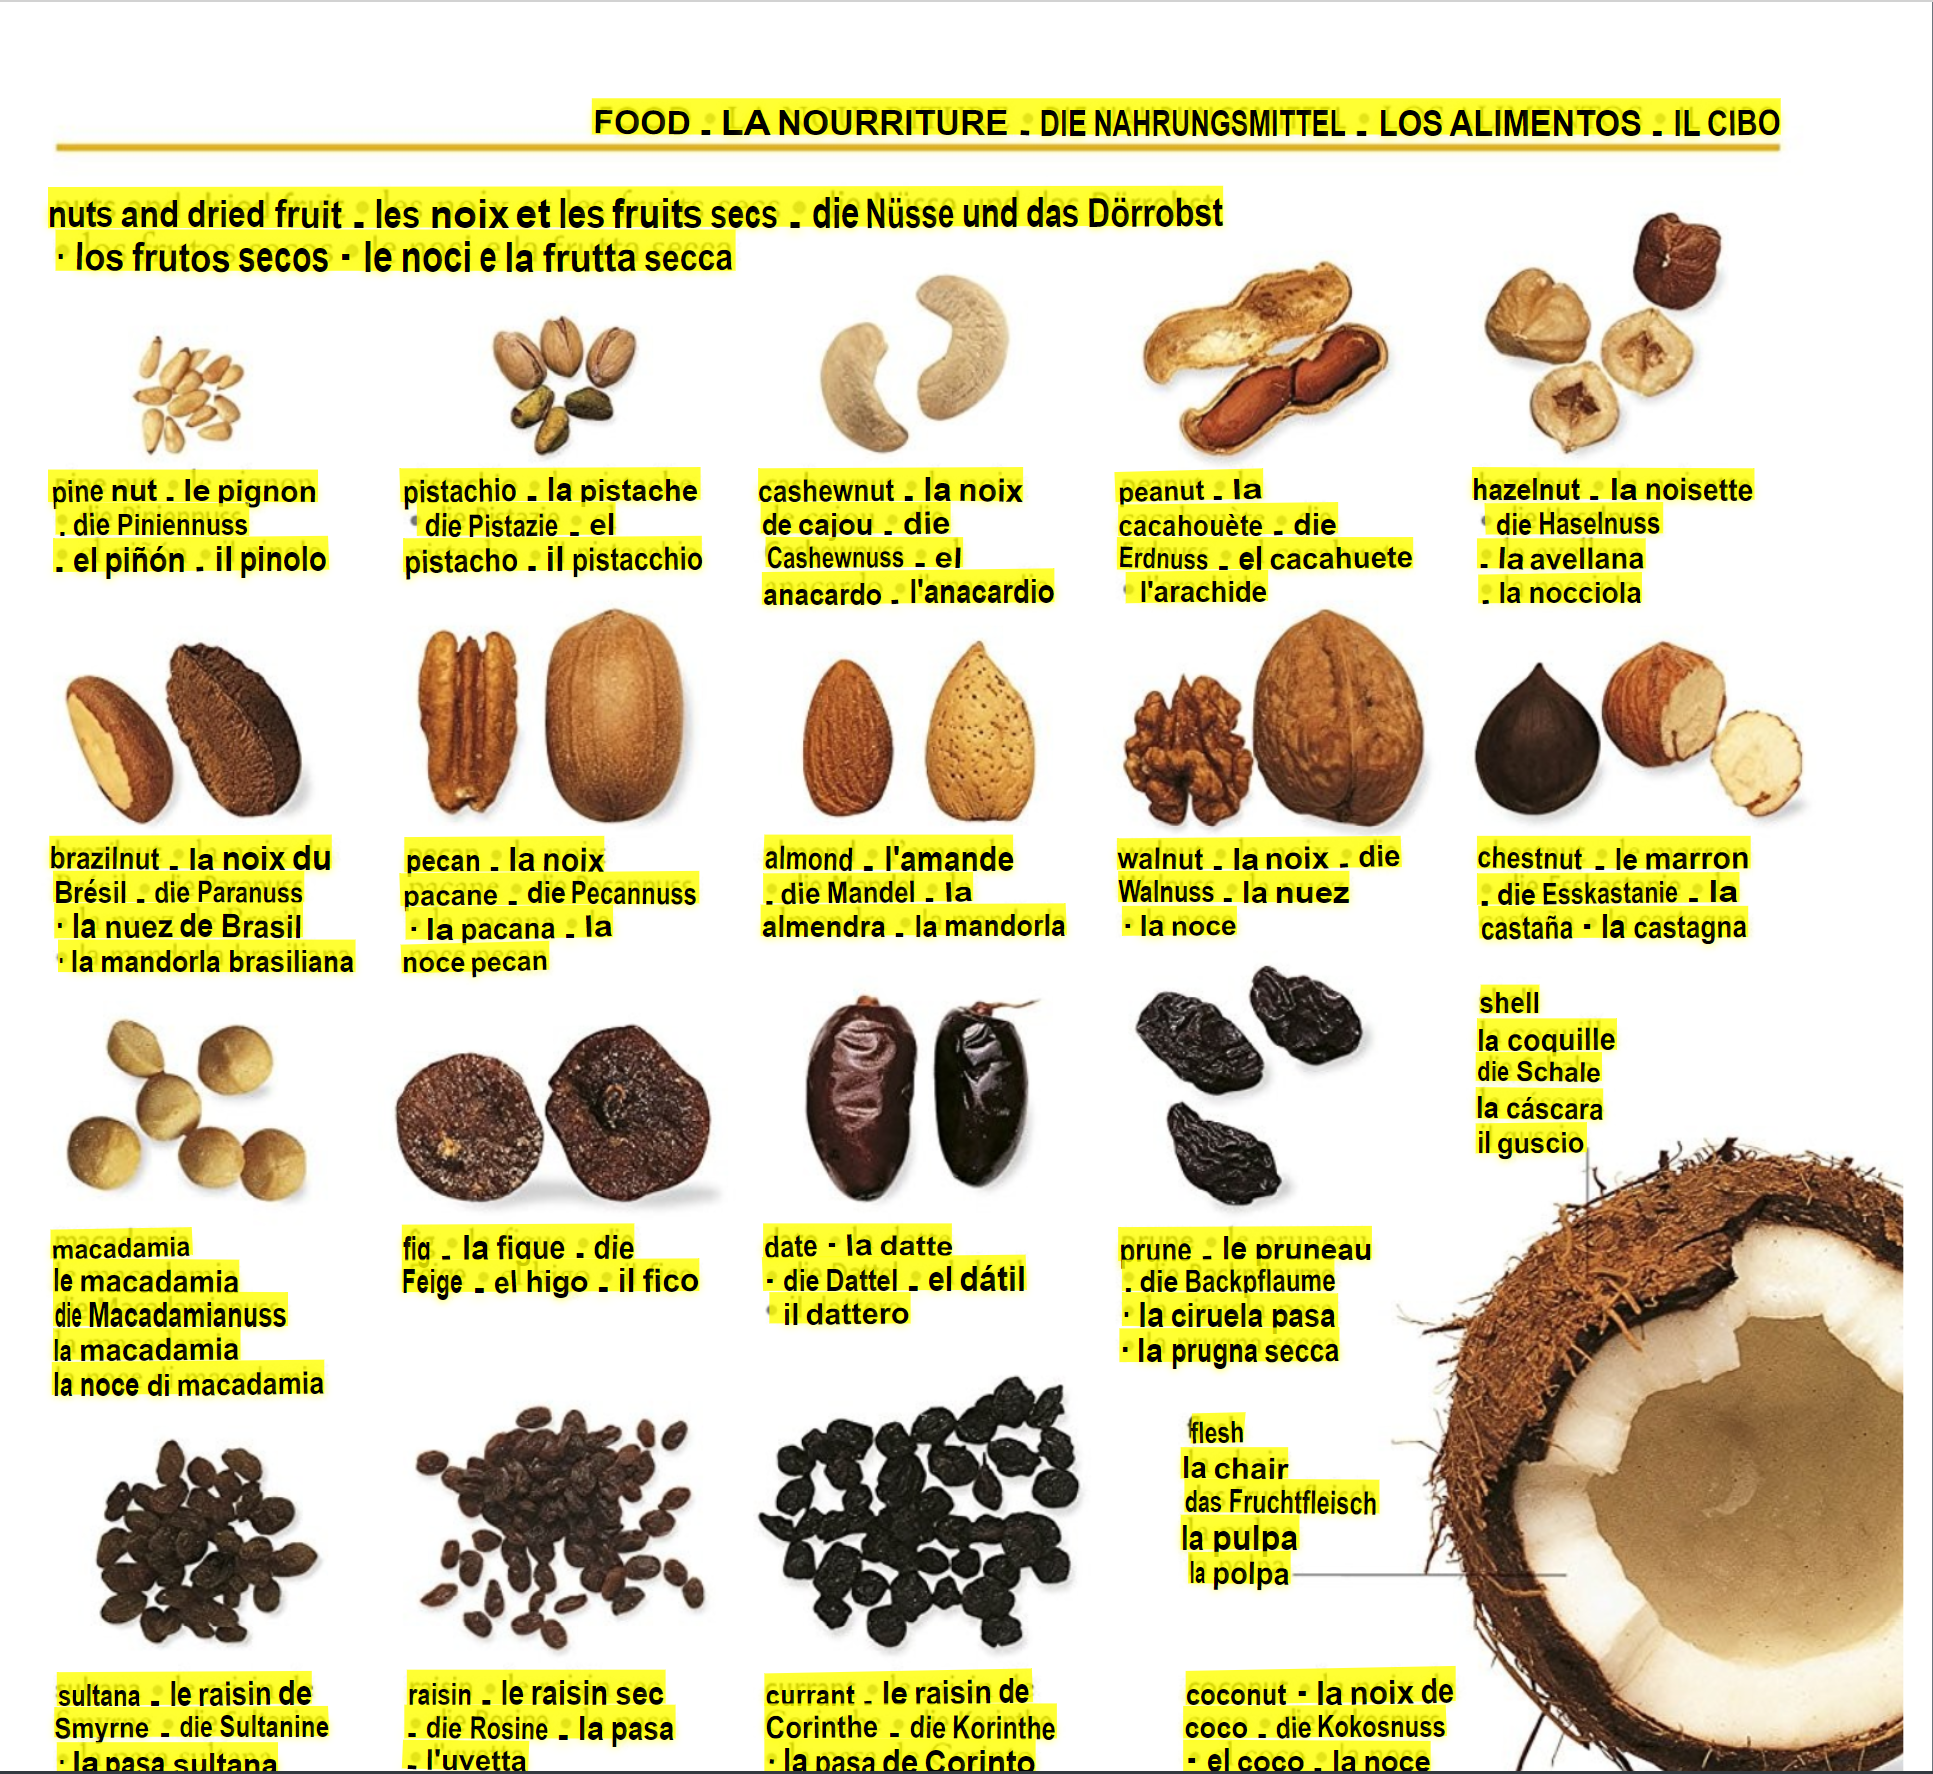 FOOD - LA NOURRITURE - DIE NAHRUNGSMITTEL - LOS ALIMENTOS - IL CIBO
nuts and dried fruit - les noix et les fruits secs - die Nüsse und das Dörrobst
· los frutos secos - le noci e la frutta secca
pine nut - le pignon
. die Piniennuss
- el piñón - il pinolo
pistachio - la pistache
• die Pistazie - el
pistacho - il pistacchio
cashewnut - la noix
de cajou - die
Cashewnuss - el
anacardo - l'anacardio
peanut - la
cacahouète - die
Erdnuss - el cacahuete
• l'arachide
hazelnut - la noisette
• die Haselnuss
- la avellana
- la nocciola
brazilnut - la noix du
Brésil - die Paranuss
· la nuez de Brasil
· la mandorla brasiliana
pecan - la noix
pacane - die Pecannuss
· la pacana - la
noce pecan
almond - l'amande
- die Mandel - la
almendra - la mandorla
walnut - la noix - die
Walnuss - la nuez
· la noce
chestnut - le marron
- die Esskastanie - la
castaña - la castagna
macadamia
le macadamia
die Macadamianuss
la macadamia
la noce di macadamia
fig - la figue - die
Feige - el higo - il fico
date - la datte
- die Dattel - el dátil
• il dattero
prune - le pruneau
. die Backpflaume
· la ciruela pasa
· la prugna secca
shell
la coquille
die Schale
la cáscara
il guscio
flesh
la chair
das Fruchtfleisch
la pulpa
la polpa
sultana - le raisin de
Smyrne - die Sultanine
· la pasa sultana
raisin - le raisin sec
- die Rosine - la pasa
- l'uvetta
currant - le raisin de
Corinthe - die Korinthe
· la pasa de Corinto
coconut - la noix de
coco - die Kokosnuss
- el coco - la noce